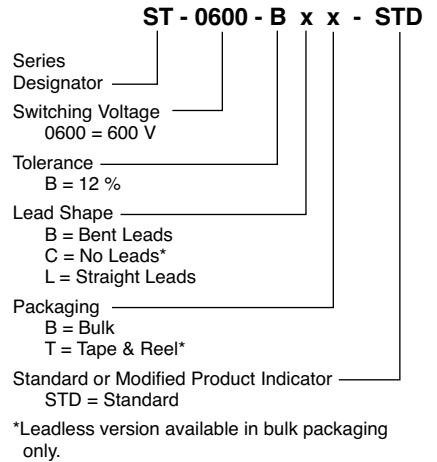 ST - 0600 - B x x - STD
Series
Designator
Switching Voltage
0600 = 600 V
Tolerance
B = 12 %
Lead Shape
B = Bent Leads
C = No Leads*
L = Straight Leads
Packaging
B = Bulk
T = Tape & Reel*
Standard or Modified Product Indicator
STD = Standard
*Leadless version available in bulk packaging
only.